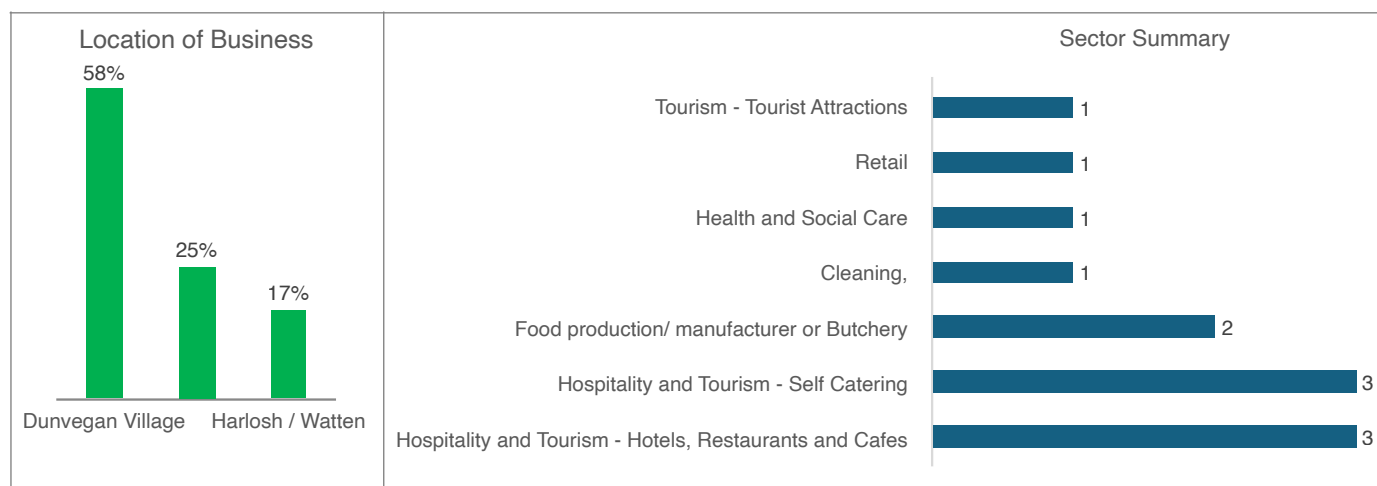 Location of Business
58%
25%
17%
Dunvegan Village Harlosh / Watten
Sector Summary
Tourism - Tourist Attractions 1
Retail 1
Health and Social Care 1
Cleaning, 1
Food production/ manufacturer or Butchery 2
Hospitality and Tourism - Self Catering 3
Hospitality and Tourism - Hotels, Restaurants and Cafes 3